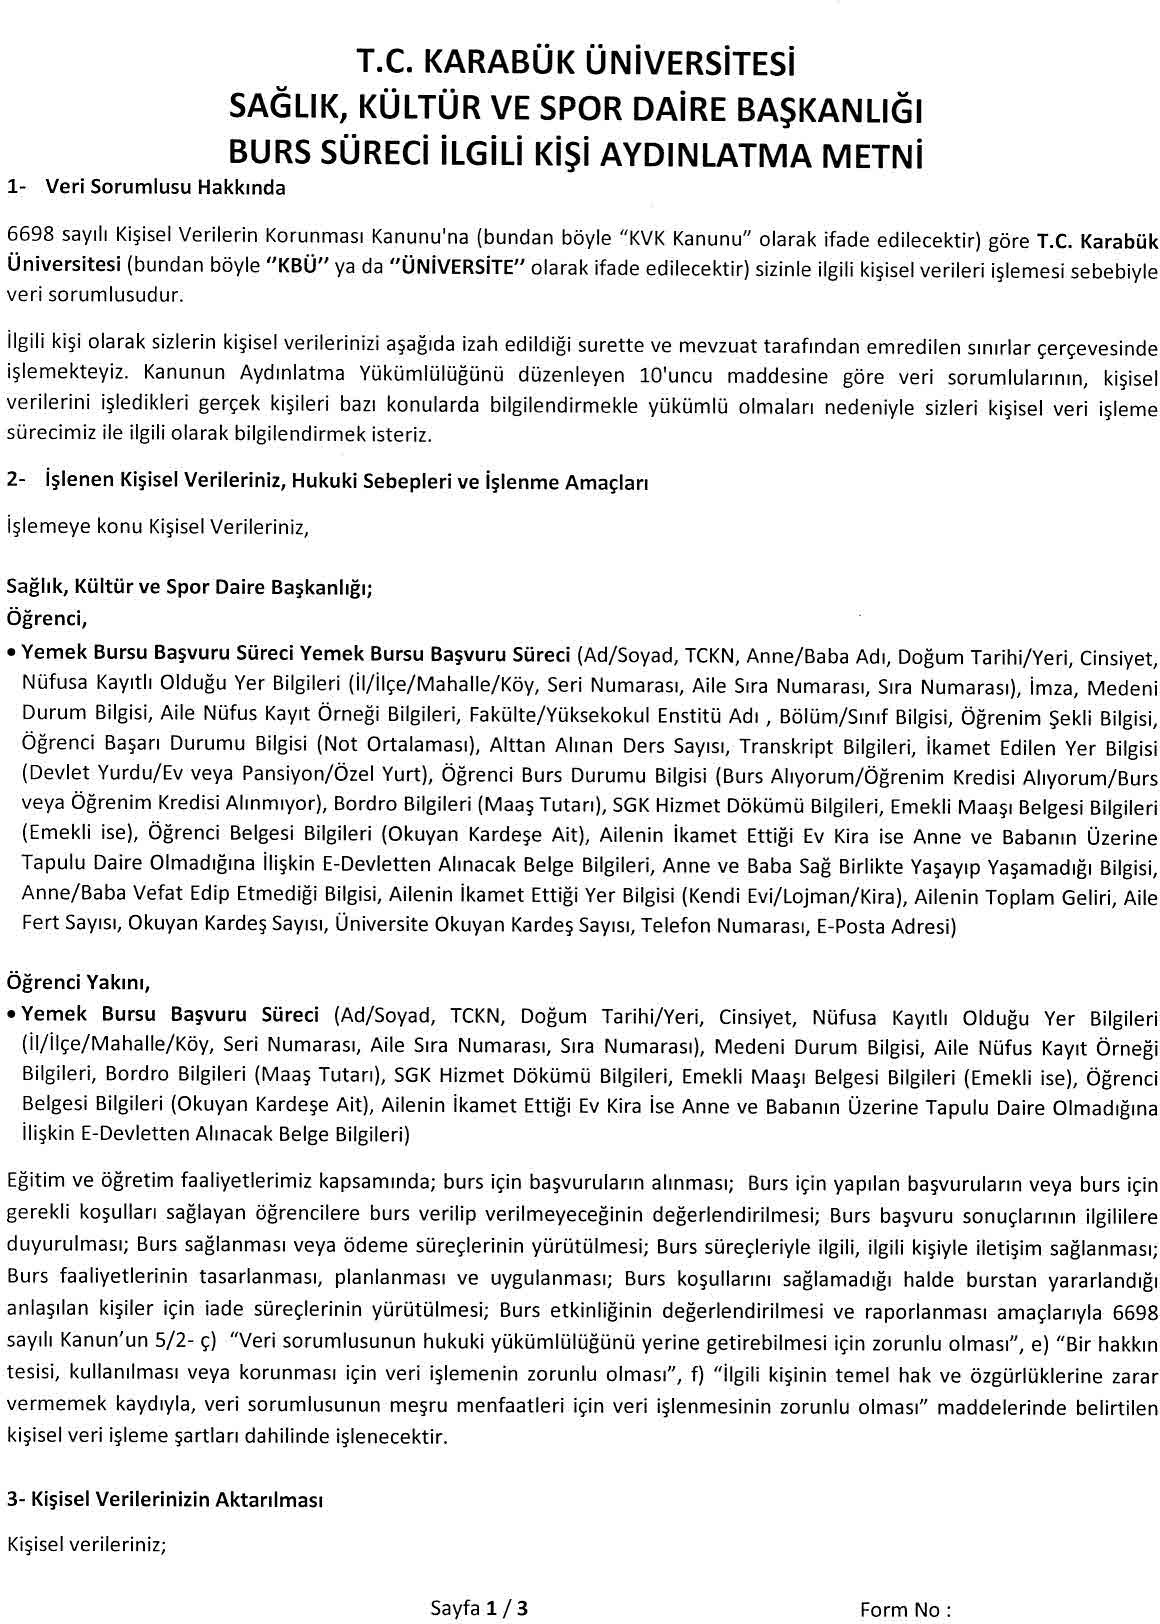 T.C. KARABÜK ÜNİVERSİTESİ
SAĞLIK, KÜLTÜR VE SPOR DAİRE BAŞKANLIĞI
BURS SÜRECİ İLGİLİ KİŞİ AYDINLATMA METNİ
1- Veri Sorumlusu Hakkında
6698 sayılı Kişisel Verilerin Korunması Kanunu'na (bundan böyle “KVK Kanunu” olarak ifade edilecektir) göre T.C. Karabük
Üniversitesi (bundan böyle ‘’KBÜ’’ ya da ‘’ÜNİVERSİTE’’ olarak ifade edilecektir) sizinle ilgili kişisel verileri işlemesi sebebiyle
veri sorumlusudur.
İlgili kişi olarak sizlerin kişisel verilerinizi aşağıda izah edildiği surette ve mevzuat tarafından emredilen sınırlar çerçevesinde
işlemekteyiz. Kanunun Aydınlatma Yükümlülüğünü düzenleyen 10'uncu maddesine göre veri sorumlularının, kişisel
verilerini işledikleri gerçek kişileri bazı konularda bilgilendirmekle yükümlü olmaları nedeniyle sizleri kişisel veri işleme
sürecimiz ile ilgili olarak bilgilendirmek isteriz.
2- İşlenen Kişisel Verileriniz, Hukuki Sebepleri ve İşlenme Amaçları
İşlemeye konu Kişisel Verileriniz,
Sağlık, Kültür ve Spor Daire Başkanlığı;
Öğrenci,
• Yemek Bursu Başvuru Süreci Yemek Bursu Başvuru Süreci (Ad/Soyad, TCKN, Anne/Baba Adı, Doğum Tarihi/Yeri, Cinsiyet,
Nüfusa Kayıtlı Olduğu Yer Bilgileri (İl/İlçe/Mahalle/Köy, Seri Numarası, Aile Sıra Numarası, Sıra Numarası), İmza, Medeni
Durum Bilgisi, Aile Nüfus Kayıt Örneği Bilgileri, Fakülte/Yüksekokul Enstitü Adı , Bölüm/Sınıf Bilgisi, Öğrenim Şekli Bilgisi,
Öğrenci Başarı Durumu Bilgisi (Not Ortalaması), Alttan Alınan Ders Sayısı, Transkript Bilgileri, İkamet Edilen Yer Bilgisi
(Devlet Yurdu/Ev veya Pansiyon/Özel Yurt), Öğrenci Burs Durumu Bilgisi (Burs Alıyorum/Öğrenim Kredisi Alıyorum/Burs
veya Öğrenim Kredisi Alınmıyor), Bordro Bilgileri (Maaş Tutarı), SGK Hizmet Dökümü Bilgileri, Emekli Maaşı Belgesi Bilgileri
(Emekli ise), Öğrenci Belgesi Bilgileri (Okuyan Kardeşe Ait), Ailenin İkamet Ettiği Ev Kira ise Anne ve Babanın Üzerine
Tapulu Daire Olmadığına İlişkin E-Devletten Alınacak Belge Bilgileri, Anne ve Baba Sağ Birlikte Yaşayıp Yaşamadığı Bilgisi,
Anne/Baba Vefat Edip Etmediği Bilgisi, Ailenin İkamet Ettiği Yer Bilgisi (Kendi Evi/Lojman/Kira), Ailenin Toplam Geliri, Aile
Fert Sayısı, Okuyan Kardeş Sayısı, Üniversite Okuyan Kardeş Sayısı, Telefon Numarası, E-Posta Adresi)
Öğrenci Yakını,
• Yemek Bursu Başvuru Süreci (Ad/Soyad, TCKN, Doğum Tarihi/Yeri, Cinsiyet, Nüfusa Kayıtlı Olduğu Yer Bilgileri
(İl/İlçe/Mahalle/Köy, Seri Numarası, Aile Sıra Numarası, Sıra Numarası), Medeni Durum Bilgisi, Aile Nüfus Kayıt Örneği
Bilgileri, Bordro Bilgileri (Maaş Tutarı), SGK Hizmet Dökümü Bilgileri, Emekli Maaşı Belgesi Bilgileri (Emekli ise), Öğrenci
Belgesi Bilgileri (Okuyan Kardeşe Ait), Ailenin İkamet Ettiği Ev Kira İse Anne ve Babanın Üzerine Tapulu Daire Olmadığına
İlişkin E-Devletten Alınacak Belge Bilgileri)
Eğitim ve öğretim faaliyetlerimiz kapsamında; burs için başvuruların alınması; Burs için yapılan başvuruların veya burs için
gerekli koşulları sağlayan öğrencilere burs verilip verilmeyeceğinin değerlendirilmesi; Burs başvuru sonuçlarının ilgililere
duyurulması; Burs sağlanması veya ödeme süreçlerinin yürütülmesi; Burs süreçleriyle ilgili, ilgili kişiyle iletişim sağlanması;
Burs faaliyetlerinin tasarlanması, planlanması ve uygulanması; Burs koşullarını sağlamadığı halde burstan yararlandığı
anlaşılan kişiler için iade süreçlerinin yürütülmesi; Burs etkinliğinin değerlendirilmesi ve raporlanması amaçlarıyla 6698
sayılı Kanun’un 5/2- ç) “Veri sorumlusunun hukuki yükümlülüğünü yerine getirebilmesi için zorunlu olması”, e) “Bir hakkın
tesisi, kullanılması veya korunması için veri işlemenin zorunlu olması”, f) “İlgili kişinin temel hak ve özgürlüklerine zarar
vermemek kaydıyla, veri sorumlusunun meşru menfaatleri için veri işlenmesinin zorunlu olması” maddelerinde belirtilen
kişisel veri işleme şartları dahilinde işlenecektir.
3- Kişisel Verilerinizin Aktarılması
Kişisel verileriniz;
Sayfa 1 / 3
Form No :